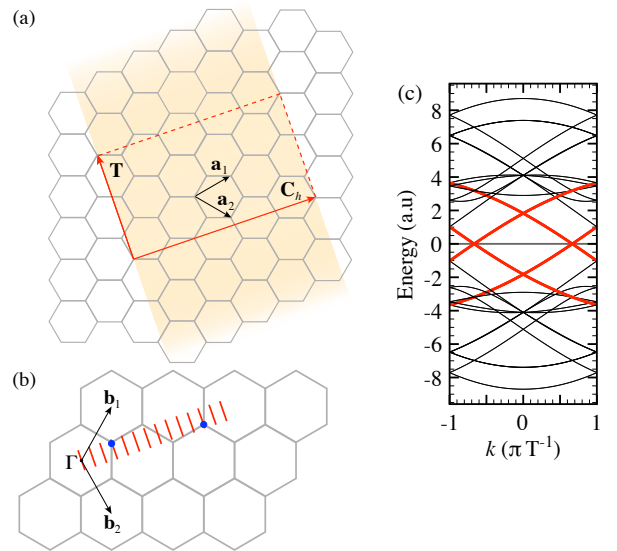 (a)
T
a₁
a₂
Cₕ
(b)
b₁
Γ
b₂
(c)
Energy (a.u)
8
6
4
2
0
-2
-4
-6
-8
-1 0 1
k (π T⁻¹)